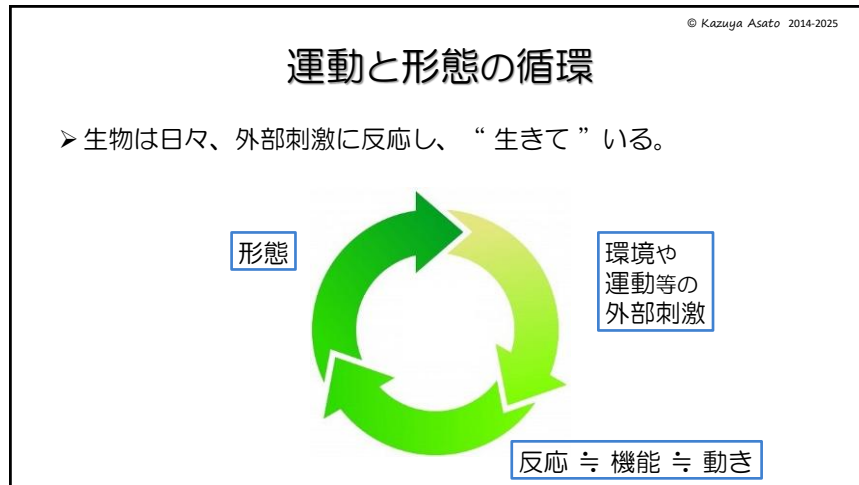 © Kazuya Asato 2014-2025
運動と形態の循環
➢生物は日々、外部刺激に反応し、“ 生きて ”いる。
形態
環境や
運動等の
外部刺激
反応 ≒ 機能 ≒ 動き